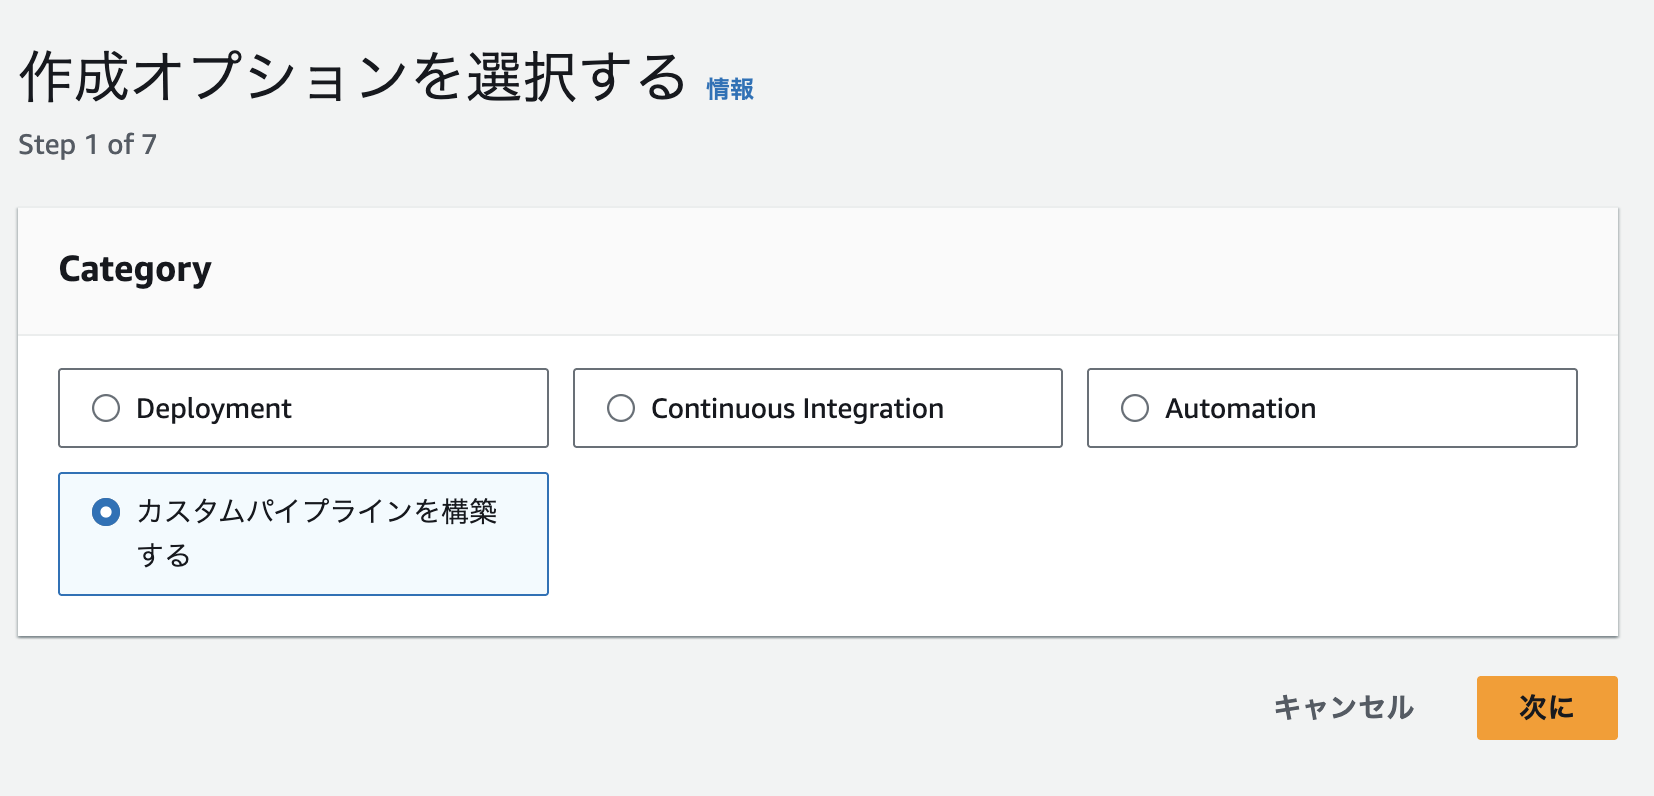 作成オプションを選択する 情報
Step 1 of 7
Category
Deployment
Continuous Integration
Automation
カスタムパイプラインを構築
する
キャンセル
次に